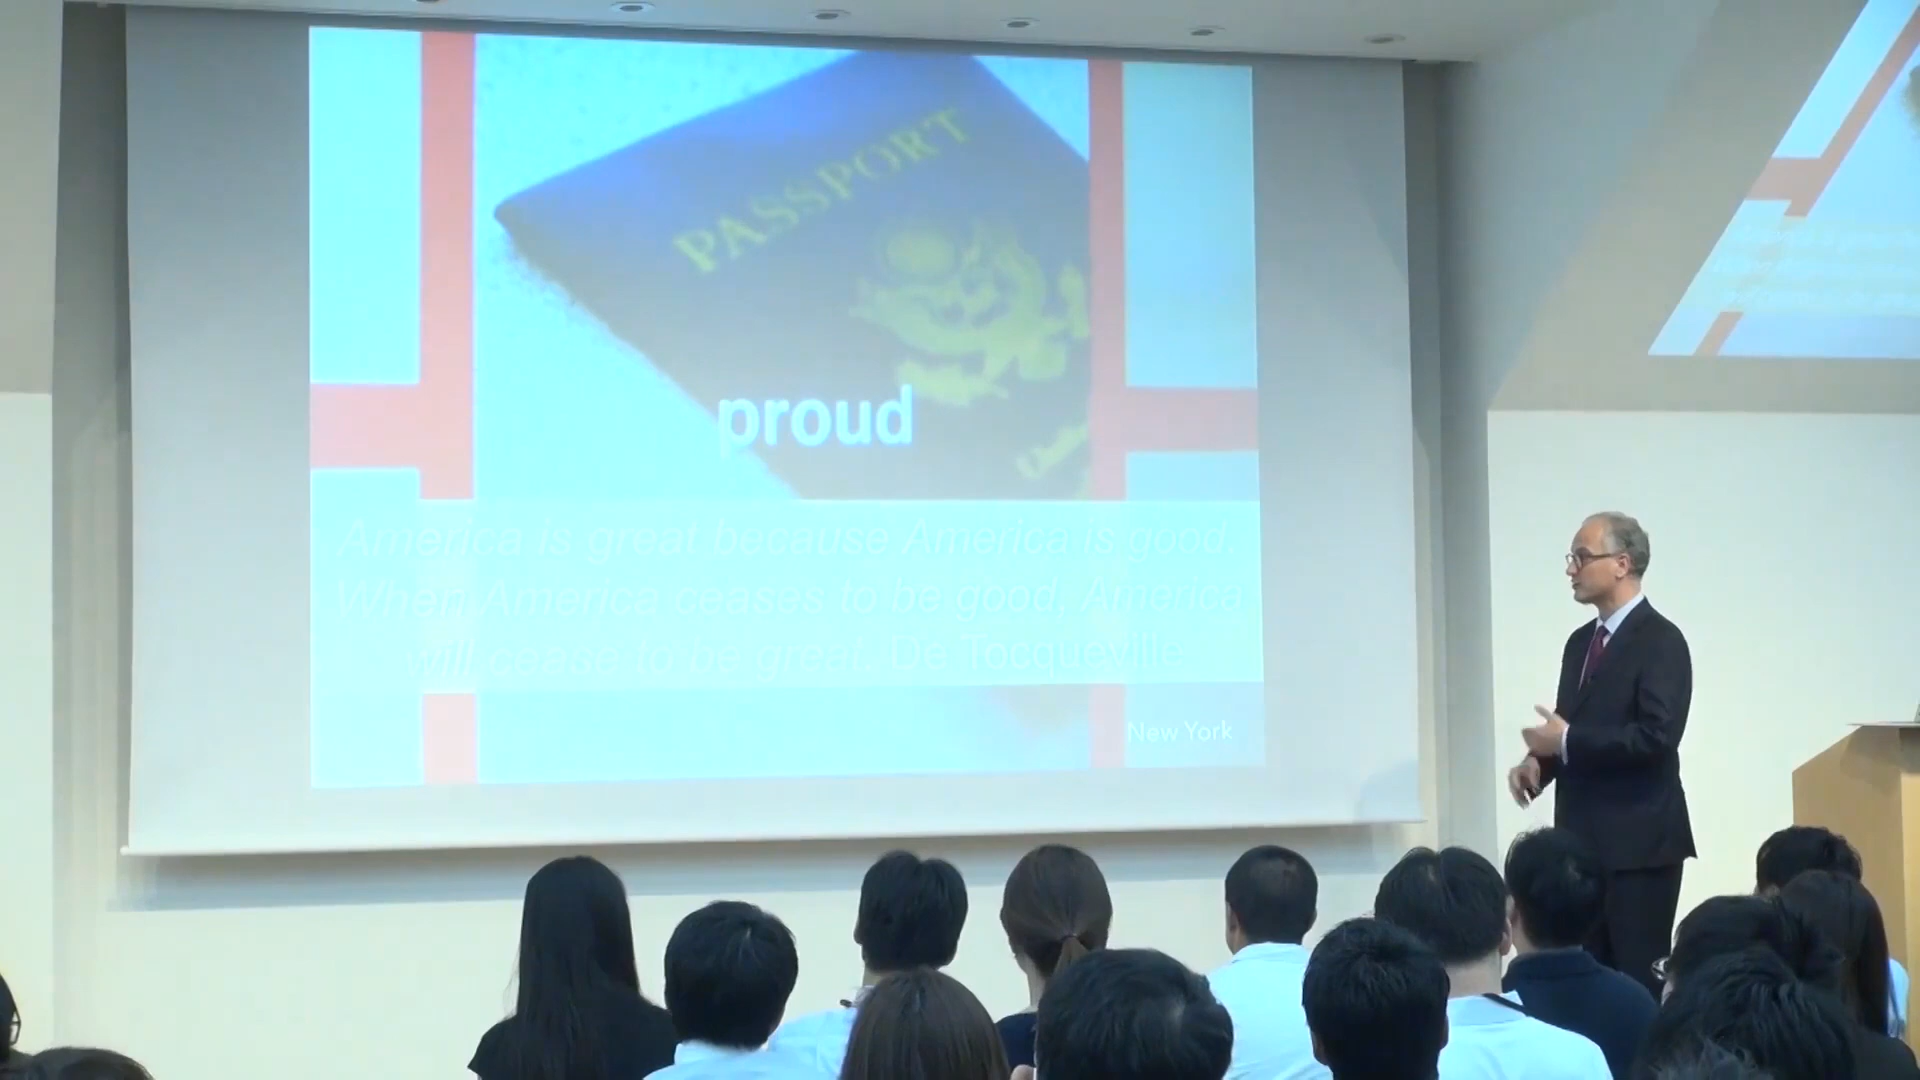 PASSPORT
proud
America is great because America is good.
When America ceases to be good, America
will cease to be great. De Tocqueville
New York